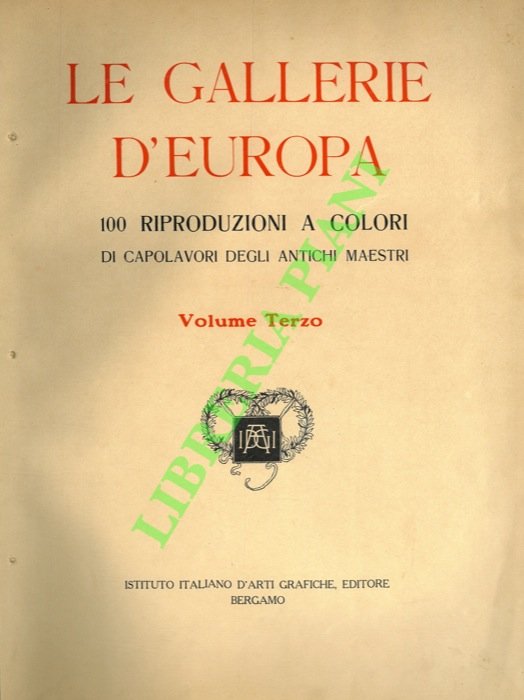 LE GALLERIE
D'EUROPA
100 RIPRODUZIONI A COLORI
DI CAPOLAVORI DEGLI ANTICHI MAESTRI
Volume Terzo
LIBRERIA PIANI
ISTITUTO ITALIANO D'ARTI GRAFICHE, EDITORE
BERGAMO